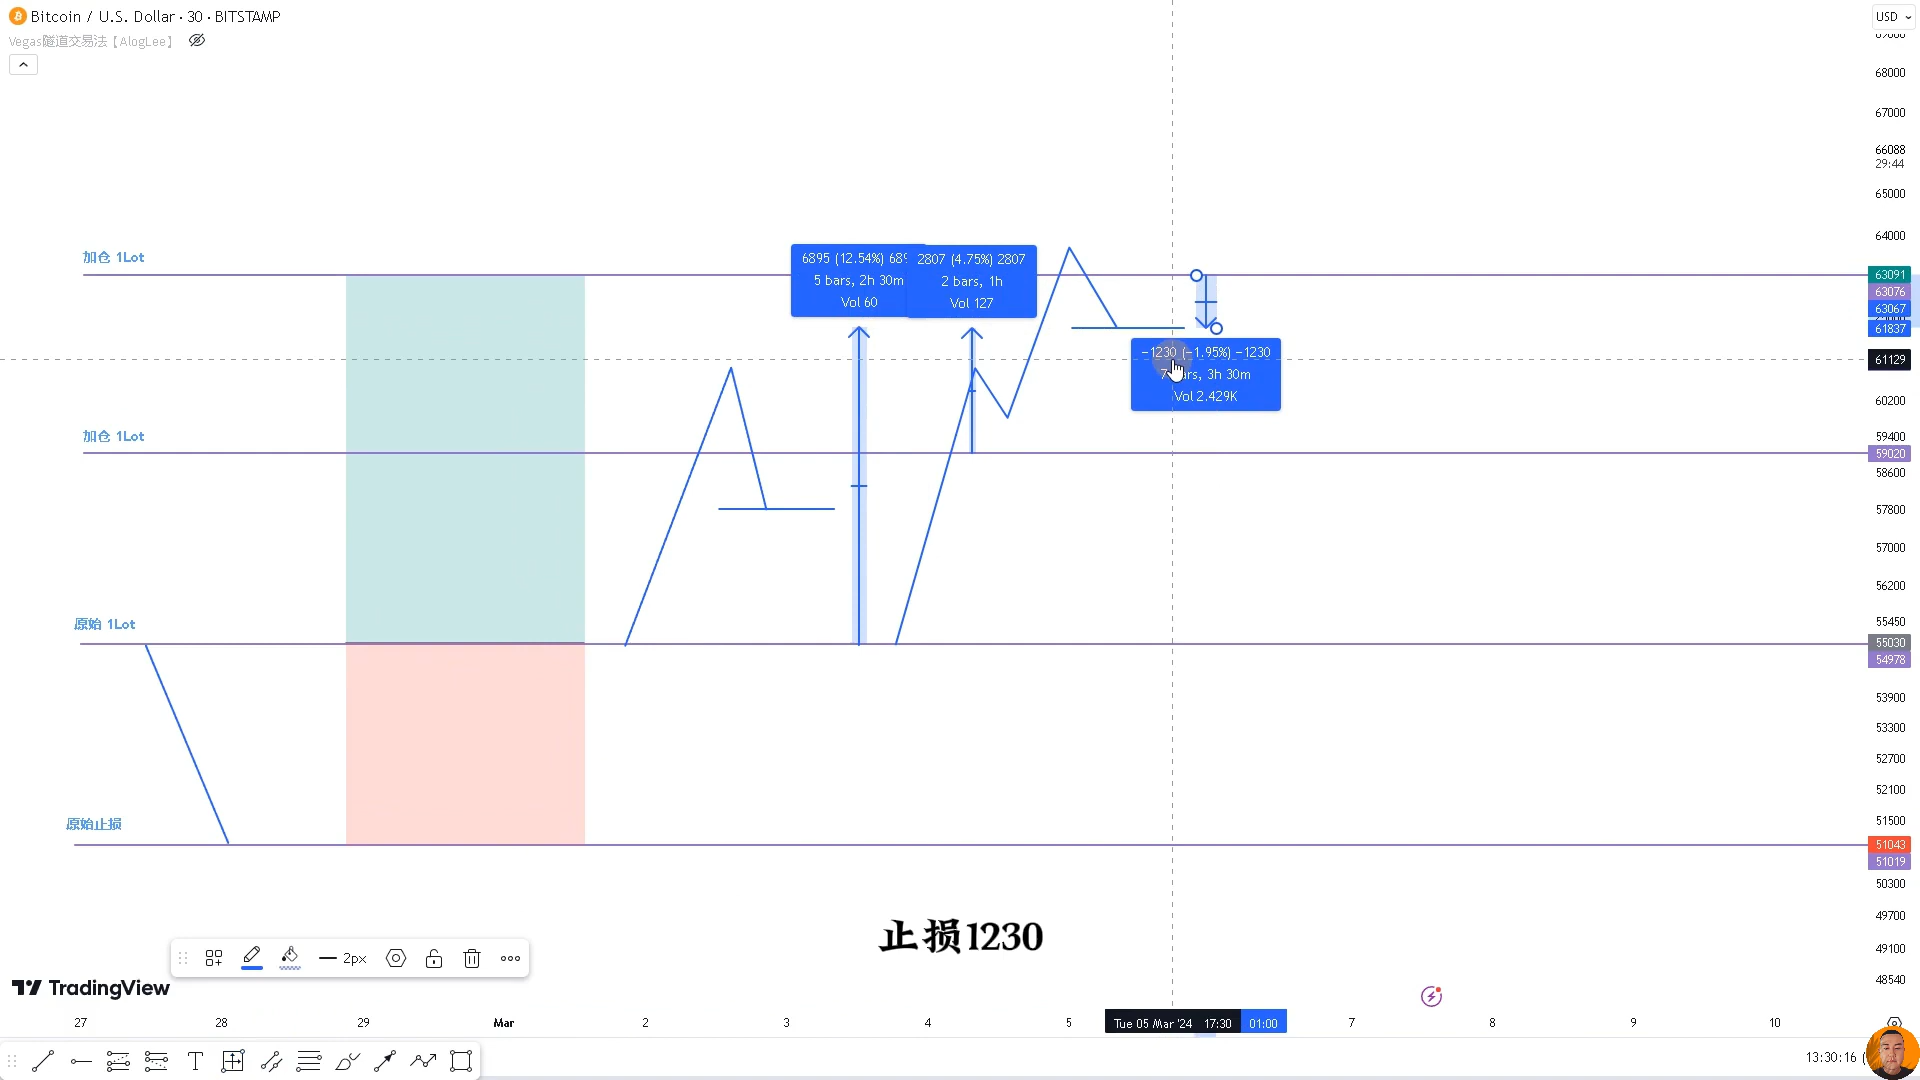 Bitcoin / U.S. Dollar · 30 · BITSTAMP
USD
Vegas隧道交易法【AlogLee】
68000
67000
66088
29:44
65000
64000
加仓 1Lot
6895 (12.54%) 689
5 bars, 2h 30m
Vol 60
2807 (4.75%) 2807
2 bars, 1h
Vol 127
63091
63076
63067
61837
−1230 (−1.95%) −1230
3h 30m
Vol 2.429K
61129
60200
加仓 1Lot
59400
59020
58600
57800
57000
56200
原始 1Lot
55450
55030
54978
53900
53300
52700
52100
原始止损
51500
51043
51019
50300
49700
49100
48540
止损1230
2px
TradingView
27
28
29
Mar
2
3
4
5
Tue 05 Mar '24 17:30
01:00
7
8
9
10
13:30:16